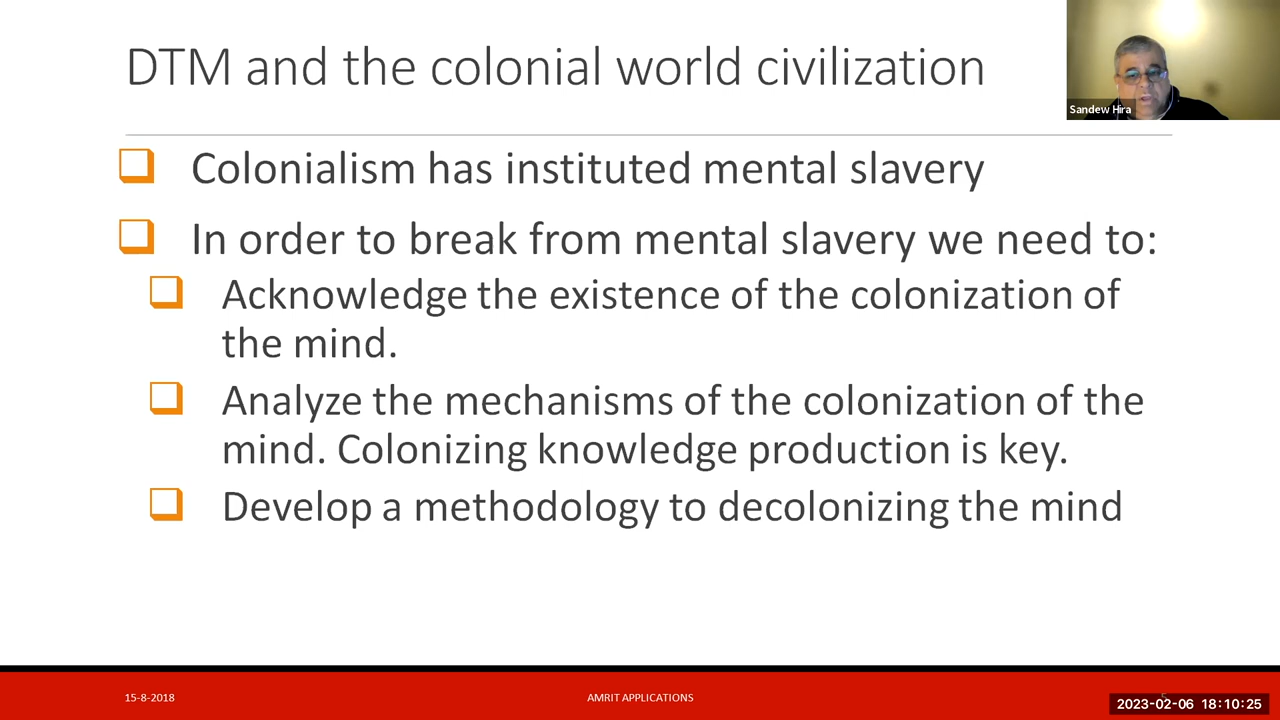 DTM and the colonial world civilization
Sandew Hira
Colonialism has instituted mental slavery
In order to break from mental slavery we need to:
Acknowledge the existence of the colonization of
the mind.
Analyze the mechanisms of the colonization of the
mind. Colonizing knowledge production is key.
Develop a methodology to decolonizing the mind
15-8-2018
AMRIT APPLICATIONS
5
2023-02-06 18:10:25